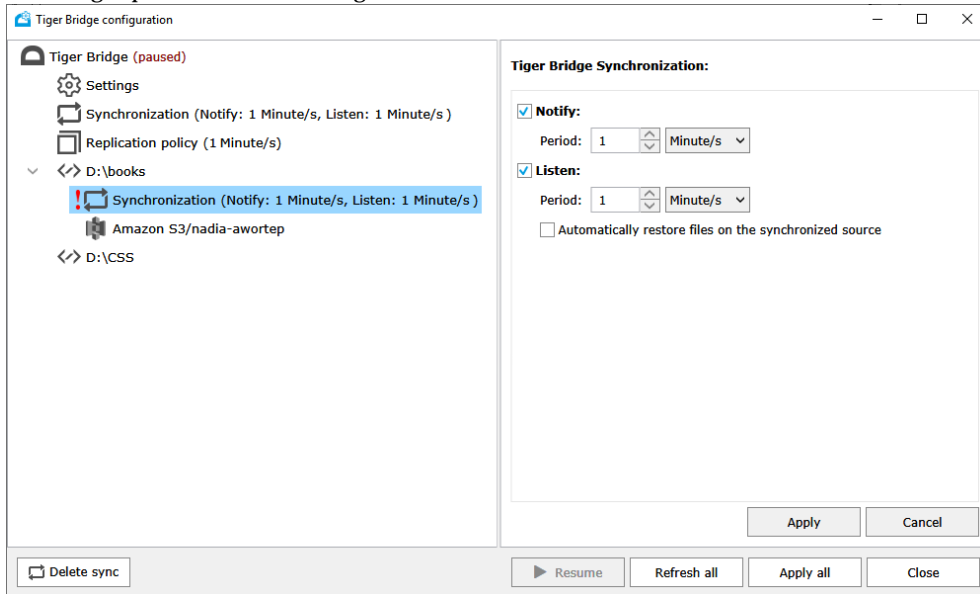 Tiger Bridge configuration
Tiger Bridge (paused)
Settings
Synchronization (Notify: 1 Minute/s, Listen: 1 Minute/s )
Replication policy (1 Minute/s)
D:\books
! Synchronization (Notify: 1 Minute/s, Listen: 1 Minute/s )
Amazon S3/nadia-awortep
D:\CSS
Delete sync
Tiger Bridge Synchronization:
Notify:
Period: 1 Minute/s
Listen:
Period: 1 Minute/s
Automatically restore files on the synchronized source
Apply Cancel
Resume Refresh all Apply all Close